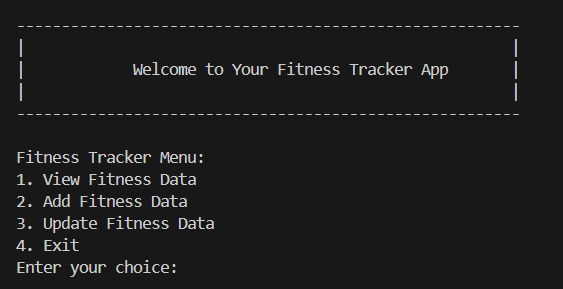 --------------------------------------------------------
|                                                      |
|            Welcome to Your Fitness Tracker App       |
|                                                      |
--------------------------------------------------------
Fitness Tracker Menu:
1. View Fitness Data
2. Add Fitness Data
3. Update Fitness Data
4. Exit
Enter your choice: